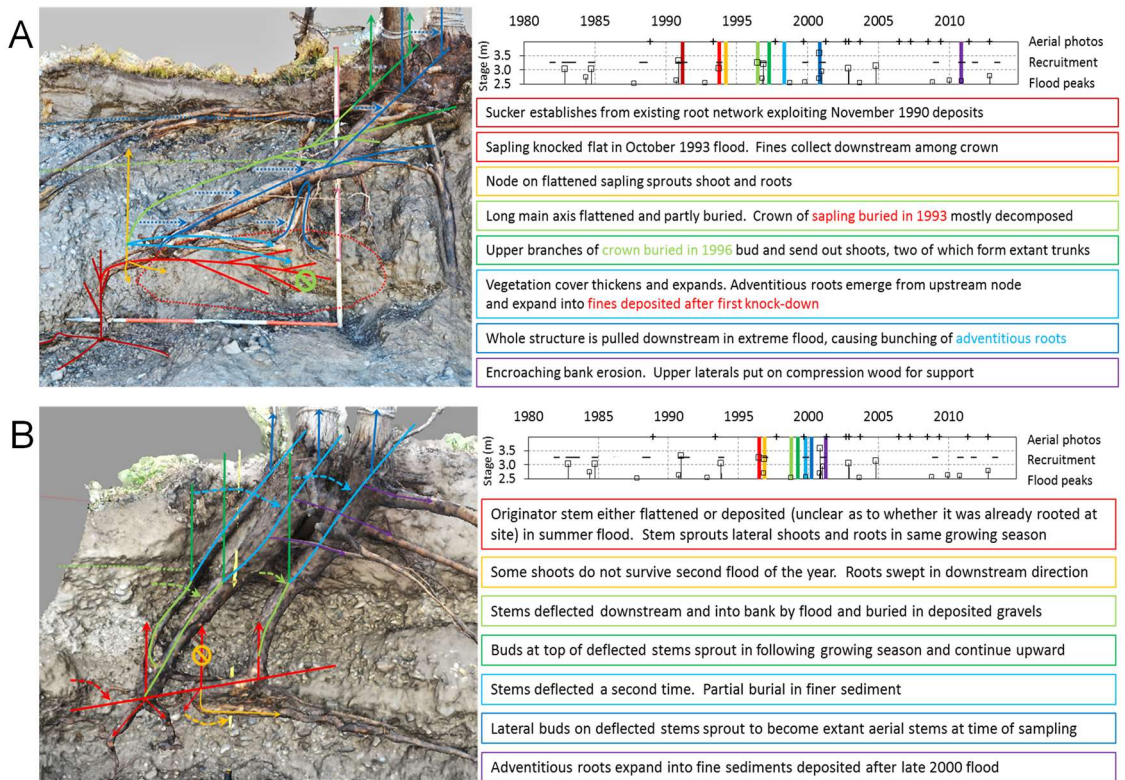 A
1980 1985 1990 1995 2000 2005 2010
Stage (m)
3.5
3.0
2.5
Aerial photos
Recruitment
Flood peaks
Sucker establishes from existing root network exploiting November 1990 deposits
Sapling knocked flat in October 1993 flood. Fines collect downstream among crown
Node on flattened sapling sprouts shoot and roots
Long main axis flattened and partly buried. Crown of sapling buried in 1993 mostly decomposed
Upper branches of crown buried in 1996 bud and send out shoots, two of which form extant trunks
Vegetation cover thickens and expands. Adventitious roots emerge from upstream node
and expand into fines deposited after first knock-down
Whole structure is pulled downstream in extreme flood, causing bunching of adventitious roots
Encroaching bank erosion. Upper laterals put on compression wood for support
B
1980 1985 1990 1995 2000 2005 2010
Stage (m)
3.5
3.0
2.5
Aerial photos
Recruitment
Flood peaks
Originator stem either flattened or deposited (unclear as to whether it was already rooted at
site) in summer flood. Stem sprouts lateral shoots and roots in same growing season
Some shoots do not survive second flood of the year. Roots swept in downstream direction
Stems deflected downstream and into bank by flood and buried in deposited gravels
Buds at top of deflected stems sprout in following growing season and continue upward
Stems deflected a second time. Partial burial in finer sediment
Lateral buds on deflected stems sprout to become extant aerial stems at time of sampling
Adventitious roots expand into fine sediments deposited after late 2000 flood